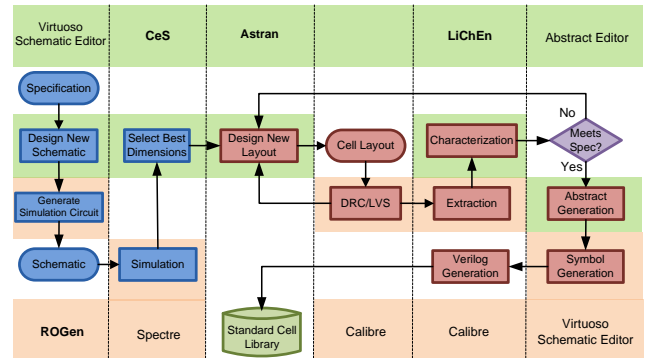 Virtuoso
Schematic Editor
CeS
Astran
LiChEn
Abstract Editor
Specification
No
Design New
Schematic
Select Best
Dimensions
Design New
Layout
Cell Layout
Characterization
Meets
Spec?
Yes
Generate
Simulation Circuit
DRC/LVS
Extraction
Abstract
Generation
Schematic
Simulation
Verilog
Generation
Symbol
Generation
ROGen
Spectre
Standard Cell
Library
Calibre
Calibre
Virtuoso
Schematic Editor